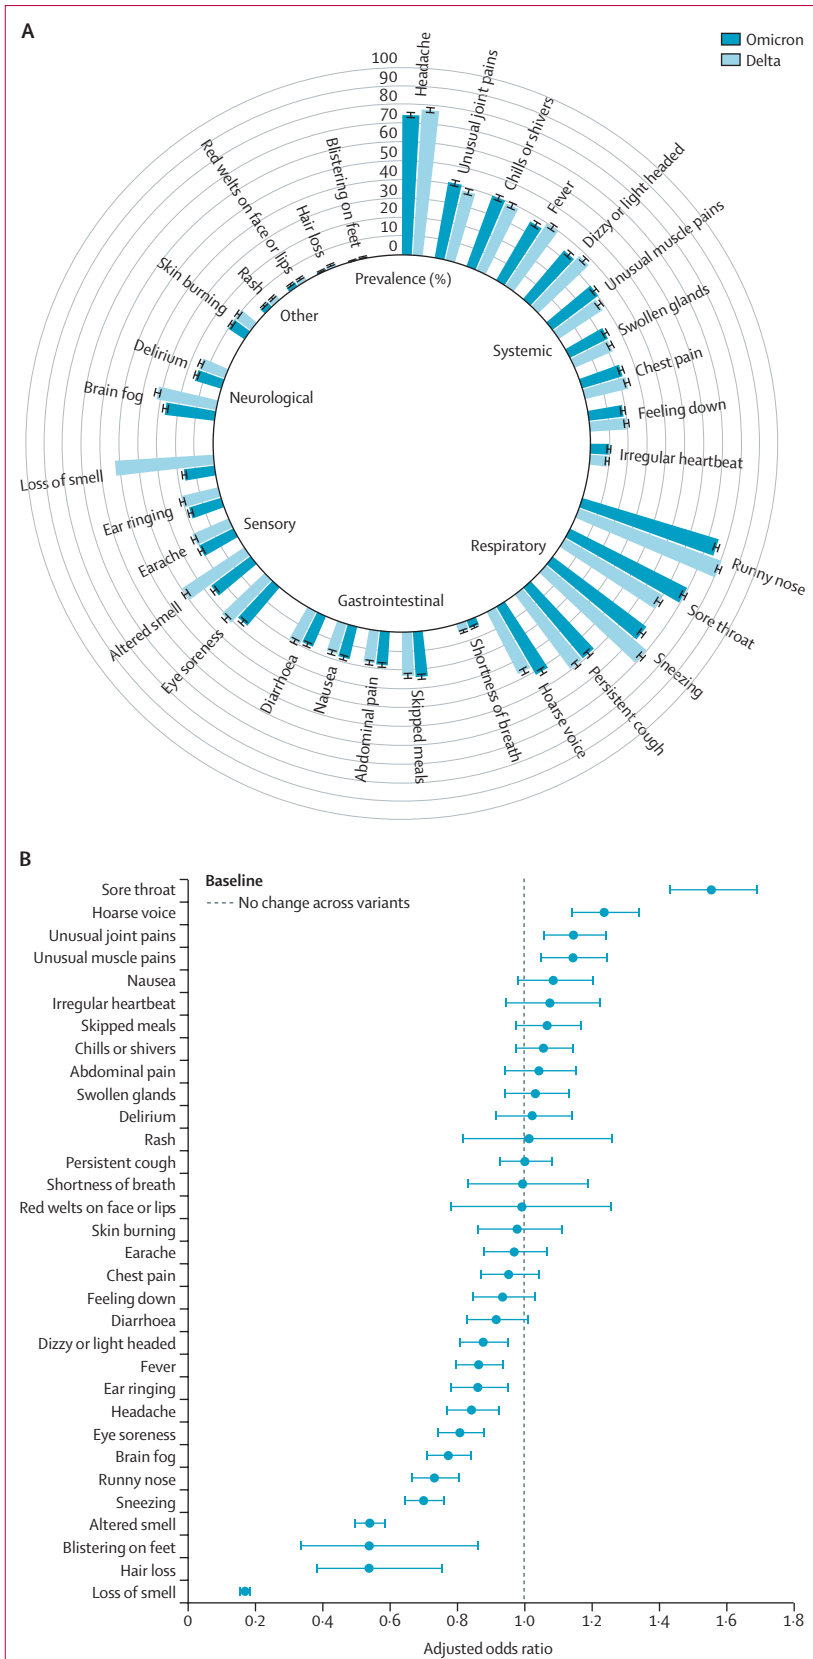 A
Omicron
Delta
100
90
80
70
60
50
40
30
20
10
0
Prevalence (%)
Headache
Unusual joint pains
Chills or shivers
Fever
Dizzy or light headed
Unusual muscle pains
Swollen glands
Chest pain
Feeling down
Irregular heartbeat
Systemic
Runny nose
Sore throat
Sneezing
Persistent cough
Hoarse voice
Shortness of breath
Respiratory
Skipped meals
Abdominal pain
Nausea
Diarrhoea
Gastrointestinal
Eye soreness
Altered smell
Earache
Ear ringing
Loss of smell
Sensory
Brain fog
Delirium
Neurological
Skin burning
Rash
Red welts on face or lips
Hair loss
Blistering on feet
Other
B
Baseline
No change across variants
Sore throat
Hoarse voice
Unusual joint pains
Unusual muscle pains
Nausea
Irregular heartbeat
Skipped meals
Chills or shivers
Abdominal pain
Swollen glands
Delirium
Rash
Persistent cough
Shortness of breath
Red welts on face or lips
Skin burning
Earache
Chest pain
Feeling down
Diarrhoea
Dizzy or light headed
Fever
Ear ringing
Headache
Eye soreness
Brain fog
Runny nose
Sneezing
Altered smell
Blistering on feet
Hair loss
Loss of smell
0 0·2 0·4 0·6 0·8 1·0 1·2 1·4 1·6 1·8
Adjusted odds ratio